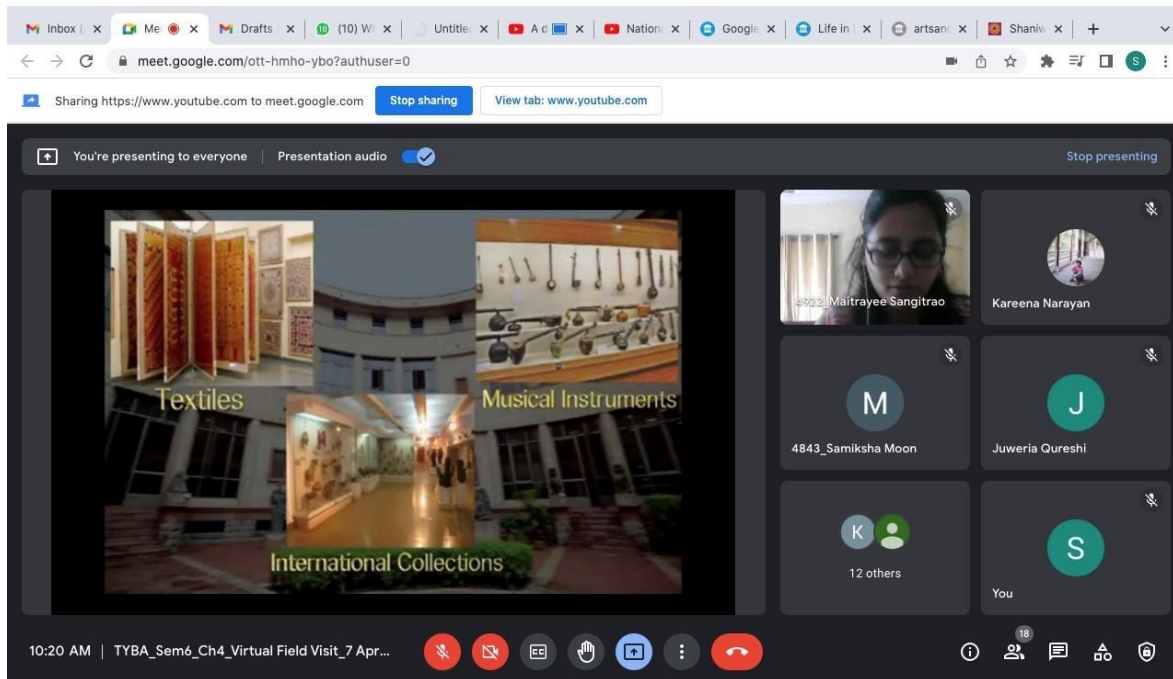 Inbox (
Me
Drafts
(10) W
Untitle
A d
Nation
Google
Life in
artsand
Shaniw
meet.google.com/ott-hmho-ybo?authuser=0
S
Sharing https://www.youtube.com to meet.google.com
Stop sharing
View tab: www.youtube.com
You're presenting to everyone
Presentation audio
Stop presenting
Textiles
Musical Instruments
International Collections
4922_Maitrayee Sangitrao
Kareena Narayan
M
4843_Samiksha Moon
J
Juweria Qureshi
K
12 others
S
You
10:20 AM | TYBA_Sem6_Ch4_Virtual Field Visit_7 Apr...
18